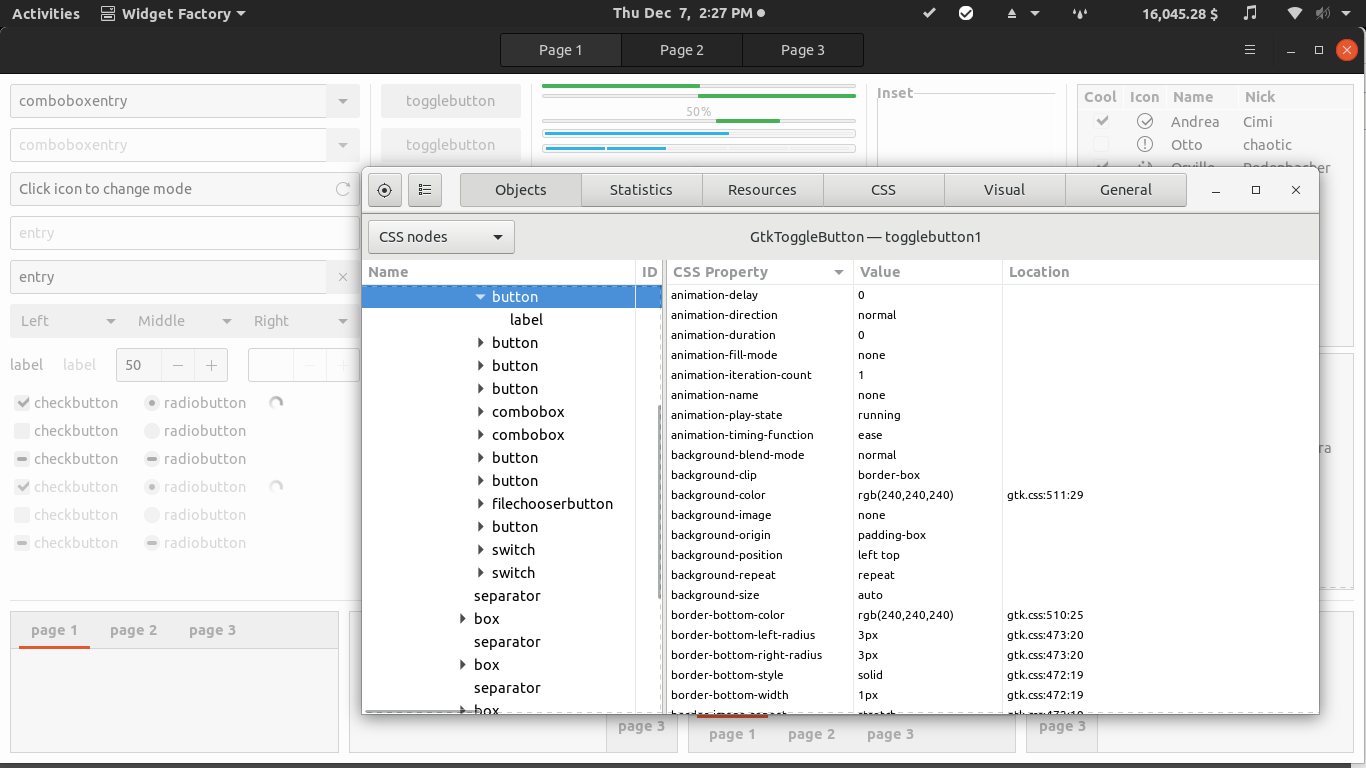 Activities Widget Factory Thu Dec 7, 2:27 PM 16,045.28 $
Page 1 Page 2 Page 3
comboboxentry togglebutton
comboboxentry togglebutton
Click icon to change mode
entry
entry
Left Middle Right
label label 50
checkbutton radiobutton
checkbutton radiobutton
checkbutton radiobutton
checkbutton radiobutton
checkbutton radiobutton
checkbutton radiobutton
50%
Inset
Cool Icon Name Nick
Andrea Cimi
Otto chaotic
Orville Redenbacher
Objects Statistics Resources CSS Visual General
CSS nodes GtkToggleButton — togglebutton1
Name ID
button
label
button
button
button
combobox
combobox
button
button
filechooserbutton
button
switch
switch
separator
box
separator
box
separator
box
CSS Property Value Location
animation-delay 0
animation-direction normal
animation-duration 0
animation-fill-mode none
animation-iteration-count 1
animation-name none
animation-play-state running
animation-timing-function ease
background-blend-mode normal
background-clip border-box
background-color rgb(240,240,240) gtk.css:511:29
background-image none
background-origin padding-box
background-position left top
background-repeat repeat
background-size auto
border-bottom-color rgb(240,240,240) gtk.css:510:25
border-bottom-left-radius 3px gtk.css:473:20
border-bottom-right-radius 3px gtk.css:473:20
border-bottom-style solid gtk.css:472:19
border-bottom-width 1px gtk.css:472:19
ra
page 1 page 2 page 3
page 3
page 1 page 2 page 3
page 3